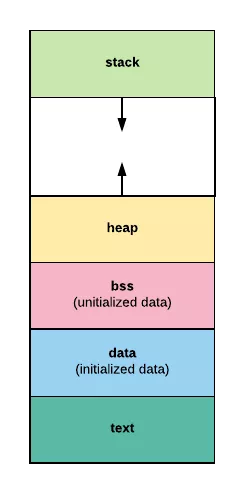 stack
heap
bss
(unitialized data)
data
(initialized data)
text